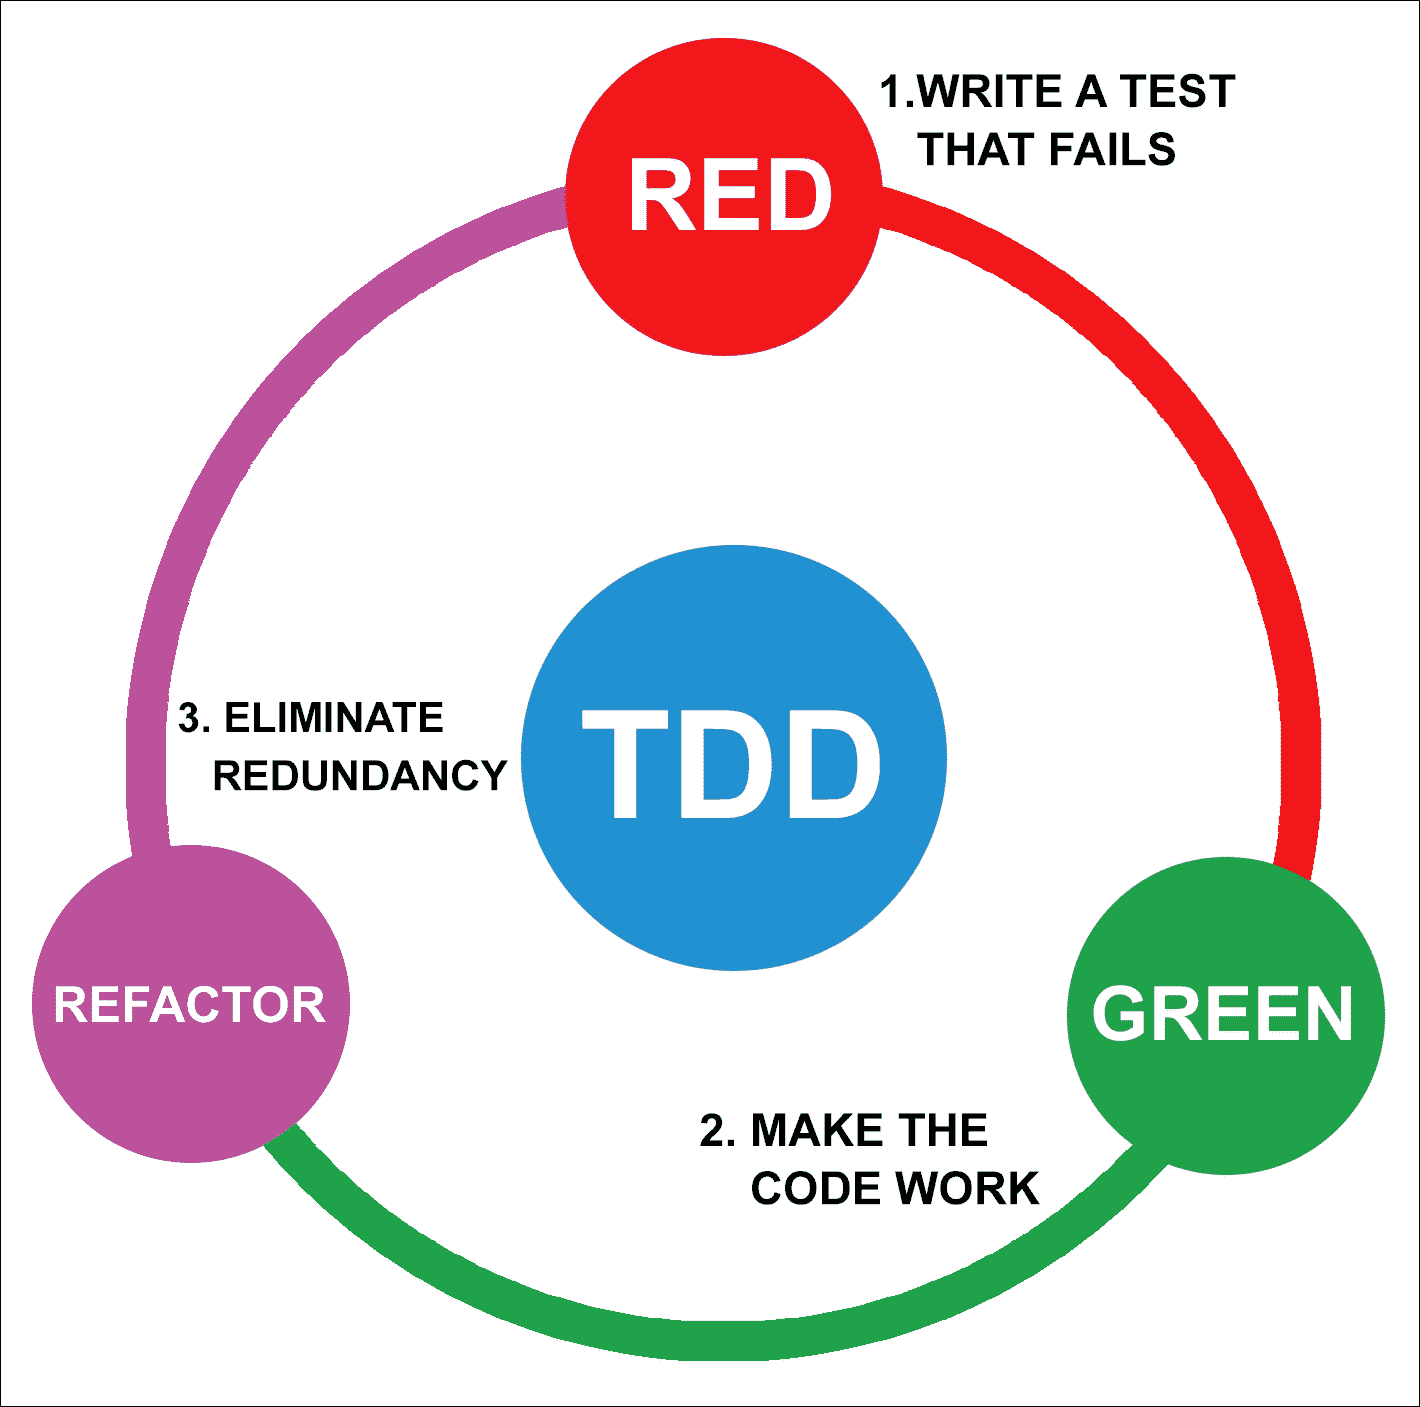 RED
1.WRITE A TEST
THAT FAILS
TDD
3. ELIMINATE
REDUNDANCY
REFACTOR
GREEN
2. MAKE THE
CODE WORK